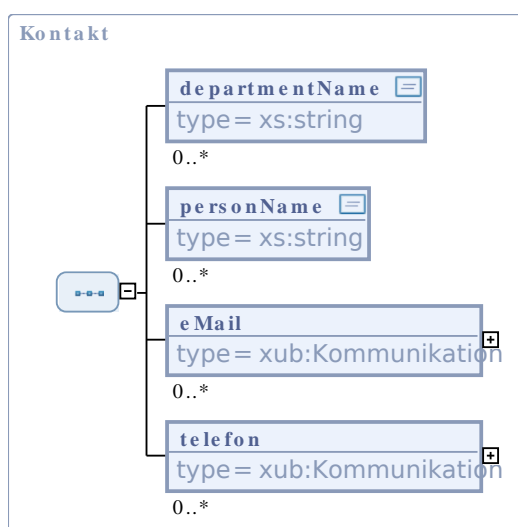 Kontakt
departmentName
type= xs:string
0..*
personName
type= xs:string
0..*
eMail
type= xub:Kommunikation
0..*
telefon
type= xub:Kommunikation
0..*